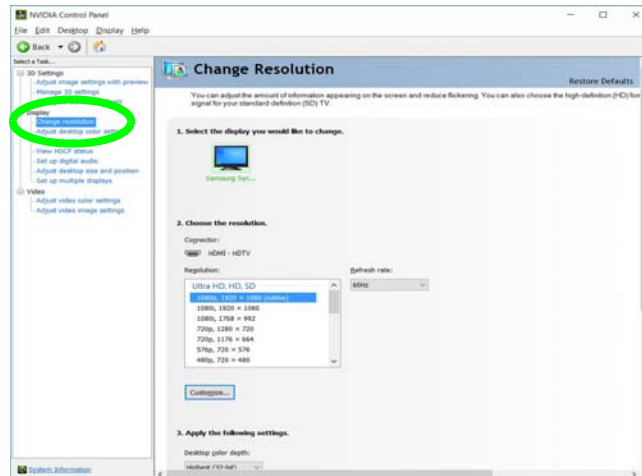 NVIDIA Control Panel
File Edit Desktop Display Help
Back
Select a Task...
3D Settings
Adjust image settings with preview
Manage 3D settings
Display
Change resolution
Adjust desktop color
View HDCP status
Set up digital audio
Adjust desktop size and position
Set up multiple displays
Video
Adjust video color settings
Adjust video image settings
System Information
Change Resolution
Restore Defaults
You can adjust the amount of information appearing on the screen and reduce flickering. You can also choose the high-definition (HD) for
signal for your standard definition (SD) TV.
1. Select the display you would like to change.
Samsung Syn...
2. Choose the resolution.
Connector:
HDMI - HDTV
Resolution:
Refresh rate:
Ultra HD, HD, SD
60Hz
1080p, 1920 × 1080 (native)
1080i, 1920 × 1080
1080i, 1768 × 992
720p, 1280 × 720
720p, 1176 × 664
576p, 720 × 576
480p, 720 × 480
Customize...
3. Apply the following settings.
Desktop color depth:
Highest (32-bit)